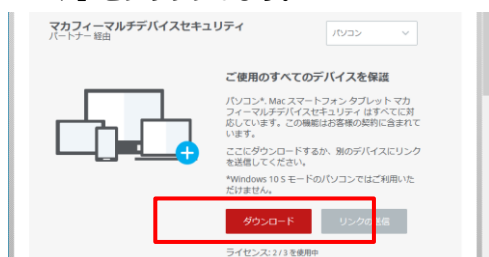 マカフィーマルチデバイスセキュリティ
パートナー 経由
パソコン
ご使用のすべてのデバイスを保護
パソコン*, Mac スマートフォン タブレット マカ
フィーマルチデバイスセキュリティ はすべてに対
応しています。この機能はお客様の契約に含まれて
います。
ここにダウンロードするか、別のデバイスにリンク
を送信してください。
*Windows 10 S モードのパソコンではご利用いた
だけません。
ダウンロード
リンクの送信
ライセンス: 2 / 3 を使用中